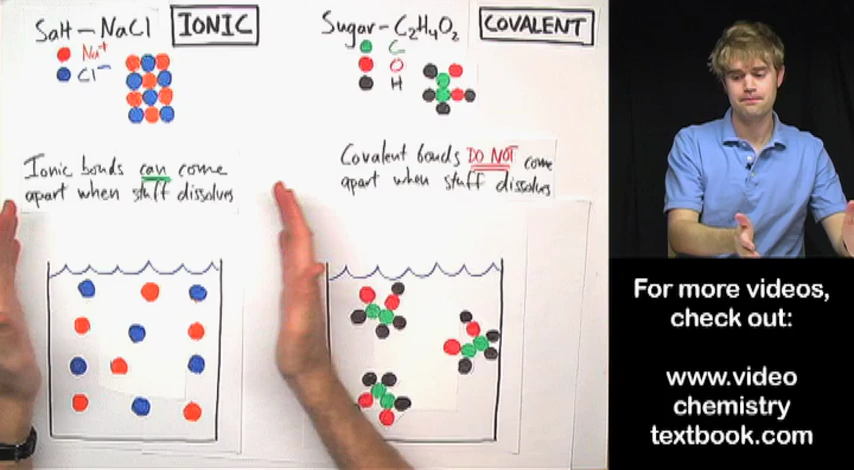 Salt - NaCl
IONIC
Na+
Cl-
Ionic bonds can come
apart when stuff dissolves
Sugar - C2H4O2
COVALENT
C
O
H
Covalent bonds DO NOT come
apart when stuff dissolves
For more videos,
check out:
www.video
chemistry
textbook.com